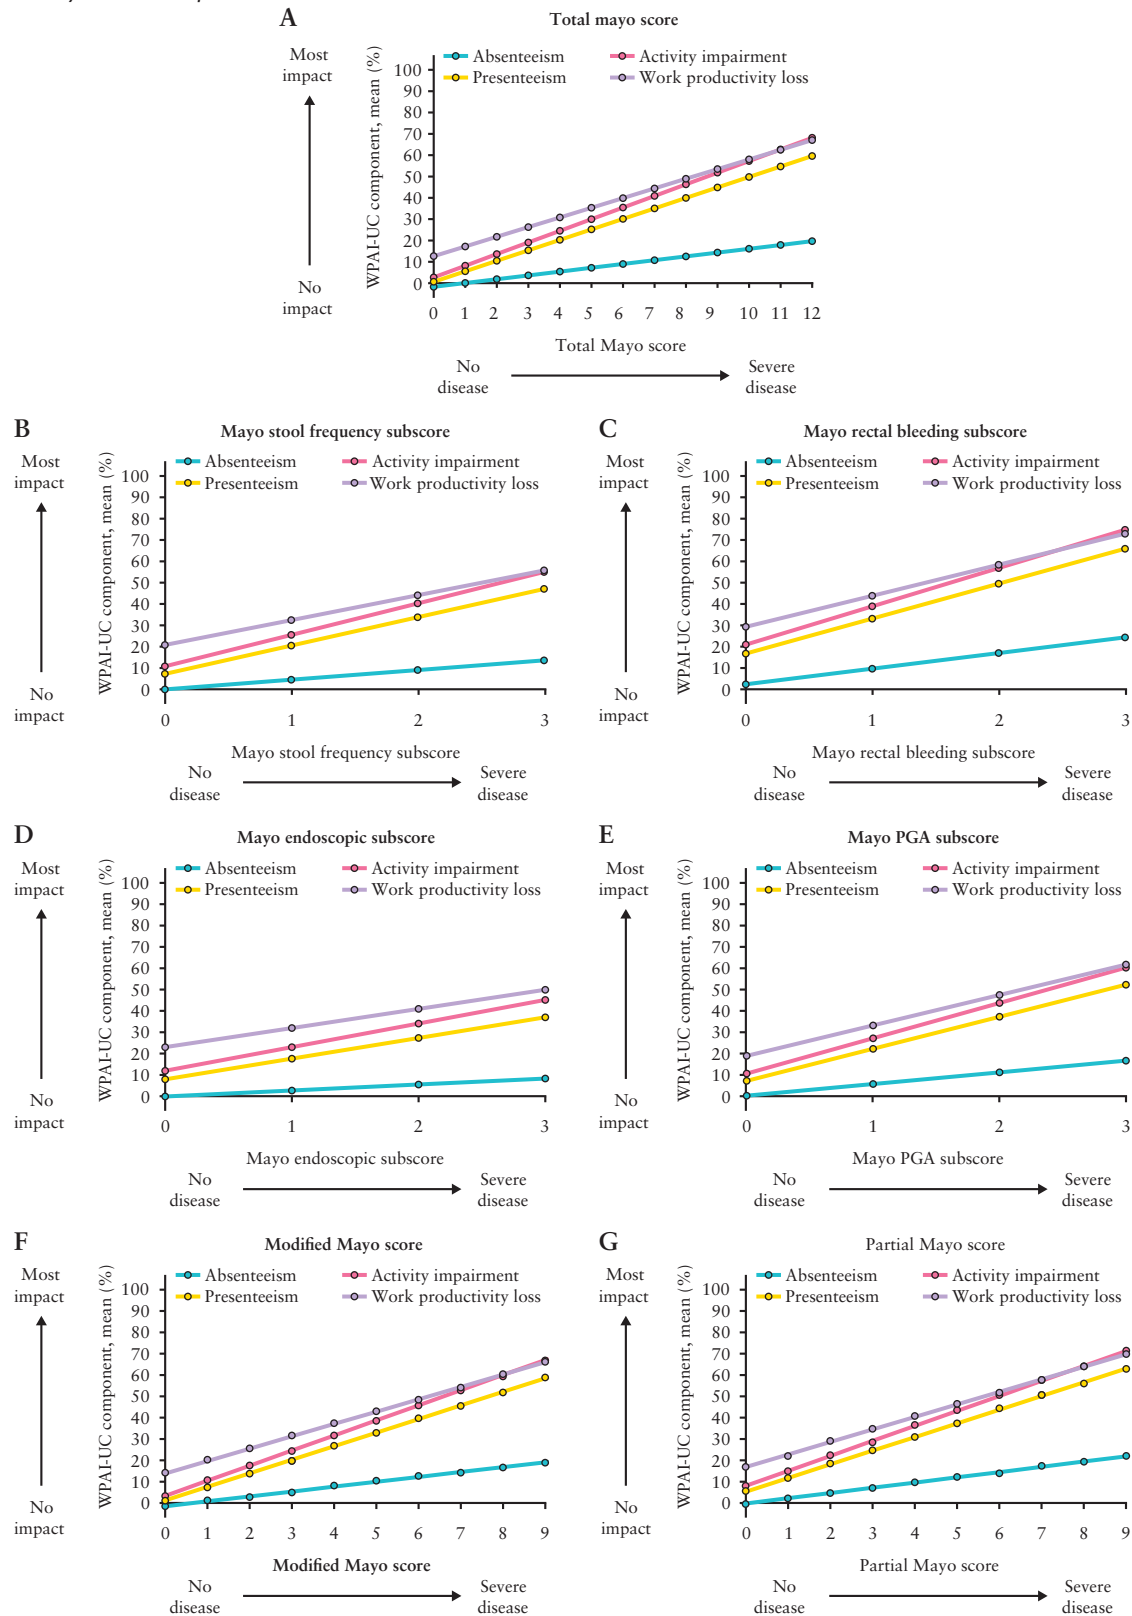 A
Total mayo score
Most
impact
No
impact
WPAI-UC component, mean (%)
Absenteeism
Activity impairment
Presenteeism
Work productivity loss
100
90
80
70
60
50
40
30
20
10
0
0 1 2 3 4 5 6 7 8 9 10 11 12
Total Mayo score
No
disease
Severe
disease
B
Mayo stool frequency subscore
Most
impact
No
impact
WPAI-UC component, mean (%)
Absenteeism
Activity impairment
Presenteeism
Work productivity loss
100
90
80
70
60
50
40
30
20
10
0
0 1 2 3
Mayo stool frequency subscore
No
disease
Severe
disease
C
Mayo rectal bleeding subscore
Most
impact
No
impact
WPAI-UC component, mean (%)
Absenteeism
Activity impairment
Presenteeism
Work productivity loss
100
90
80
70
60
50
40
30
20
10
0
0 1 2 3
Mayo rectal bleeding subscore
No
disease
Severe
disease
D
Mayo endoscopic subscore
Most
impact
No
impact
WPAI-UC component, mean (%)
Absenteeism
Activity impairment
Presenteeism
Work productivity loss
100
90
80
70
60
50
40
30
20
10
0
0 1 2 3
Mayo endoscopic subscore
No
disease
Severe
disease
E
Mayo PGA subscore
Most
impact
No
impact
WPAI-UC component, mean (%)
Absenteeism
Activity impairment
Presenteeism
Work productivity loss
100
90
80
70
60
50
40
30
20
10
0
0 1 2 3
Mayo PGA subscore
No
disease
Severe
disease
F
Modified Mayo score
Most
impact
No
impact
WPAI-UC component, mean (%)
Absenteeism
Activity impairment
Presenteeism
Work productivity loss
100
90
80
70
60
50
40
30
20
10
0
0 1 2 3 4 5 6 7 8 9
Modified Mayo score
No
disease
Severe
disease
G
Partial Mayo score
Most
impact
No
impact
WPAI-UC component, mean (%)
Absenteeism
Activity impairment
Presenteeism
Work productivity loss
100
90
80
70
60
50
40
30
20
10
0
0 1 2 3 4 5 6 7 8 9
Partial Mayo score
No
disease
Severe
disease